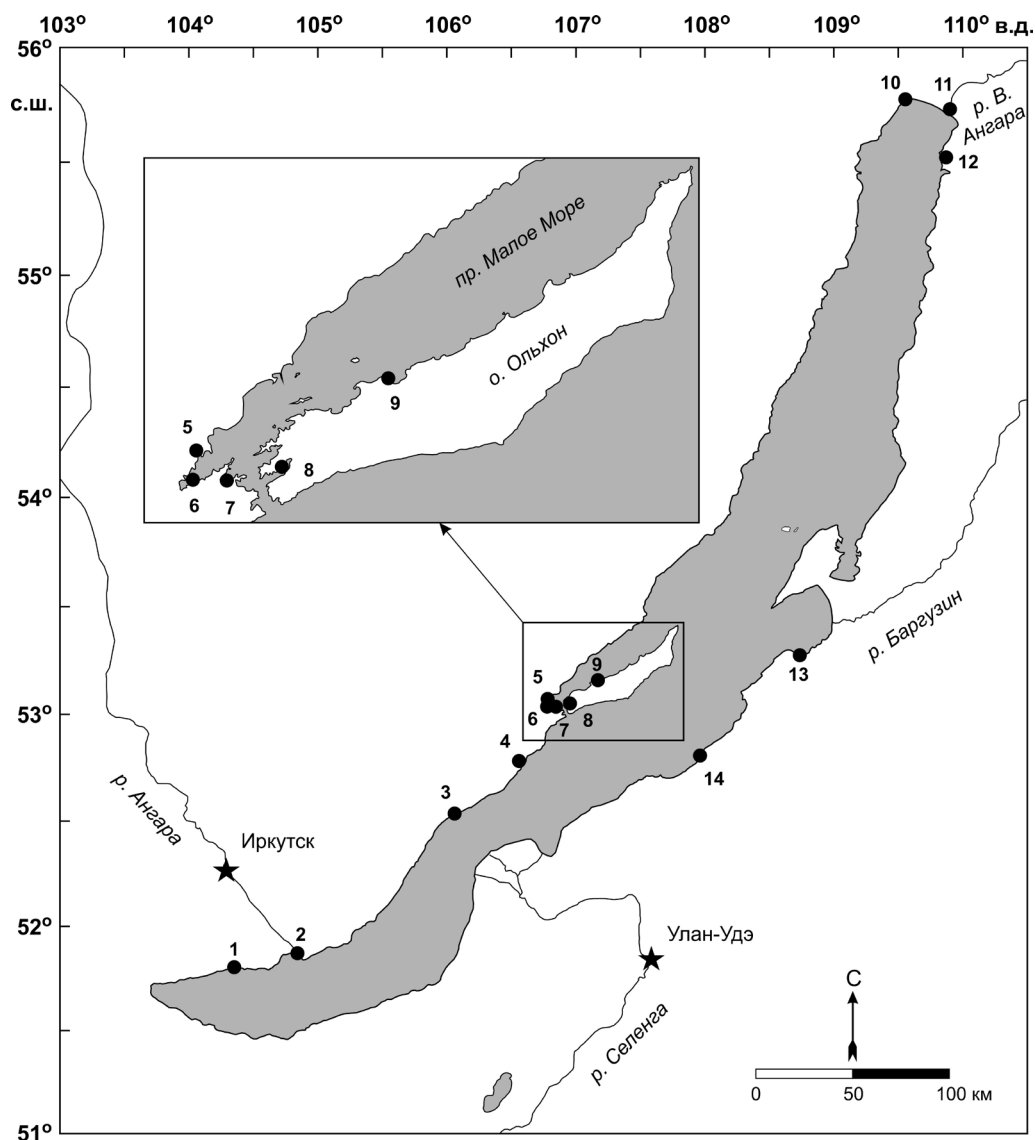 103° 104° 105° 106° 107° 108° 109° 110° в.д.
56°
с.ш.
10
11
р. В.
Ангара
12
пр. Малое Море
55°
о. Ольхон
9
5
8
6
7
54°
р. Баргузин
9
5
13
53°
6
8
7
4
14
3
р. Ангара
Иркутск
52°
2
1
Улан-Удэ
С
р. Селенга
0 50 100 км
51°